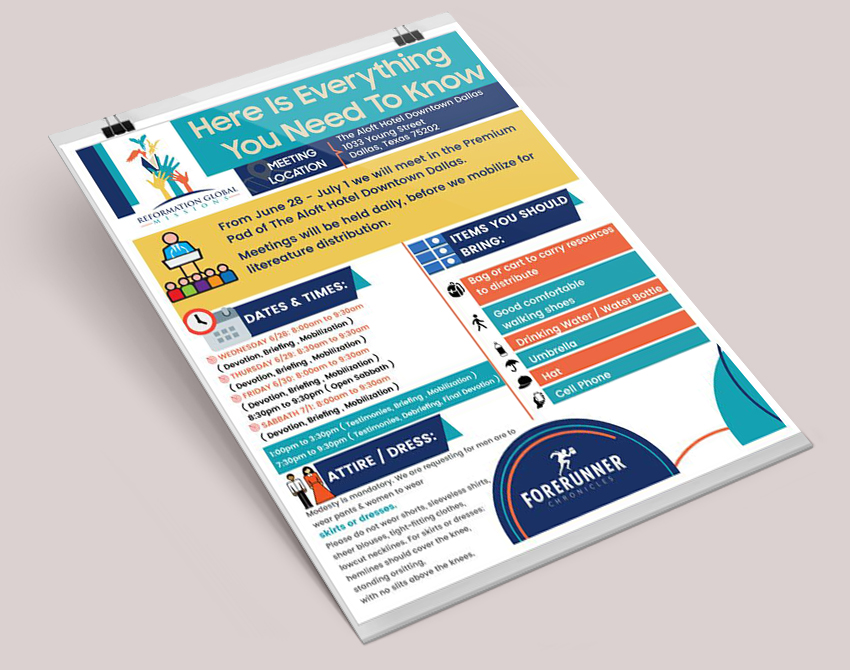 Here Is Everything
You Need To Know
MEETING
LOCATION
The Aloft Hotel Downtown Dallas
1033 Young Street
Dallas, Texas 75202
REFORMATION GLOBAL
MISSIONS
From June 28 - July 1 we will meet in the Premium
Pad of The Aloft Hotel Downtown Dallas.
Meetings will be held daily, before we mobilize for
litereature distribution.
DATES & TIMES:
WEDNESDAY 6/28: 8:00am to 9:30am
( Devotion, Briefing , Mobilization )
THURSDAY 6/29: 8:30am to 9:30am
( Devotion, Briefing , Mobilization )
FRIDAY 6/30: 8:00am to 9:30am
( Devotion, Briefing , Mobilization )
8:30pm to 9:30pm ( Open Sabbath )
SABBATH 7/1: 8:00am to 9:30am
( Devotion, Briefing , Mobilization )
1:00pm to 3:30pm ( Testimonies, Briefing , Mobilization )
7:30pm to 9:30pm ( Testimonies, Debriefing, Final Devotion )
ITEMS YOU SHOULD
BRING:
Bag or cart to carry resources
to distribute
Good comfortable
walking shoes
Drinking Water / Water Bottle
Umbrella
Hat
Cell Phone
ATTIRE / DRESS:
Modesty is mandatory. We are requesting for men are to
wear pants & women to wear
skirts or dresses.
Please do not wear shorts, sleeveless shirts,
sheer blouses, tight-fitting clothes,
lowcut necklines. For skirts or dresses:
hemlines should cover the knee,
standing orsitting.
with no slits above the knees.
FORERUNNER
CHRONICLES